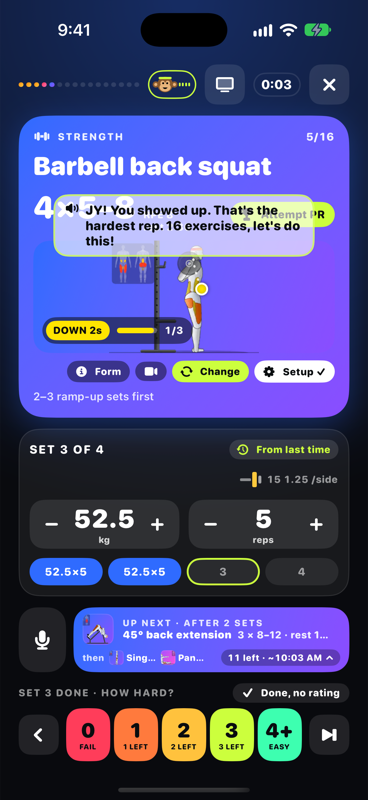 9:41
0:03
STRENGTH
5/16
Barbell back squat
JY! You showed up. That's the
hardest rep. 16 exercises, let's do
this!
Attempt PR
DOWN 2s
1/3
Form
Change
Setup ✓
2–3 ramp-up sets first
SET 3 OF 4
From last time
15 1.25 /side
− 52.5 +
kg
− 5 +
reps
52.5×5
52.5×5
3
4
UP NEXT · AFTER 2 SETS
45° back extension 3 × 8–12 · rest 1…
then Sing… Pan…
11 left · ~10:03 AM
SET 3 DONE · HOW HARD?
✓ Done, no rating
0
FAIL
1
1 LEFT
2
2 LEFT
3
3 LEFT
4+
EASY